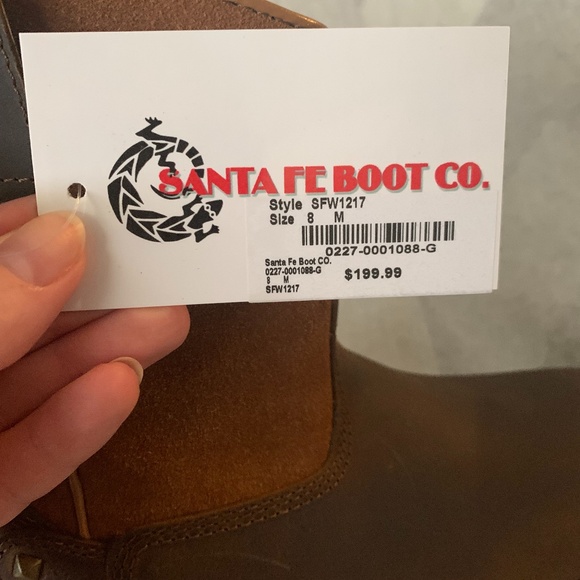 SANTA FE BOOT CO.
Style SFW1217
Size 8 M
0227-0001088-G
Santa Fe Boot CO.
0227-0001088-G
8 M
SFW1217
$199.99